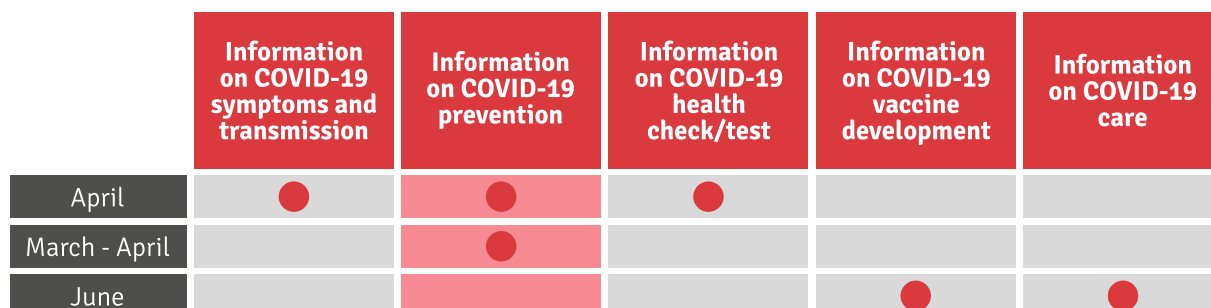 Information
on COVID-19
symptoms and
transmission
Information
on COVID-19
prevention
Information
on COVID-19
health
check/test
Information
on COVID-19
vaccine
development
Information
on COVID-19
care
April
March - April
June